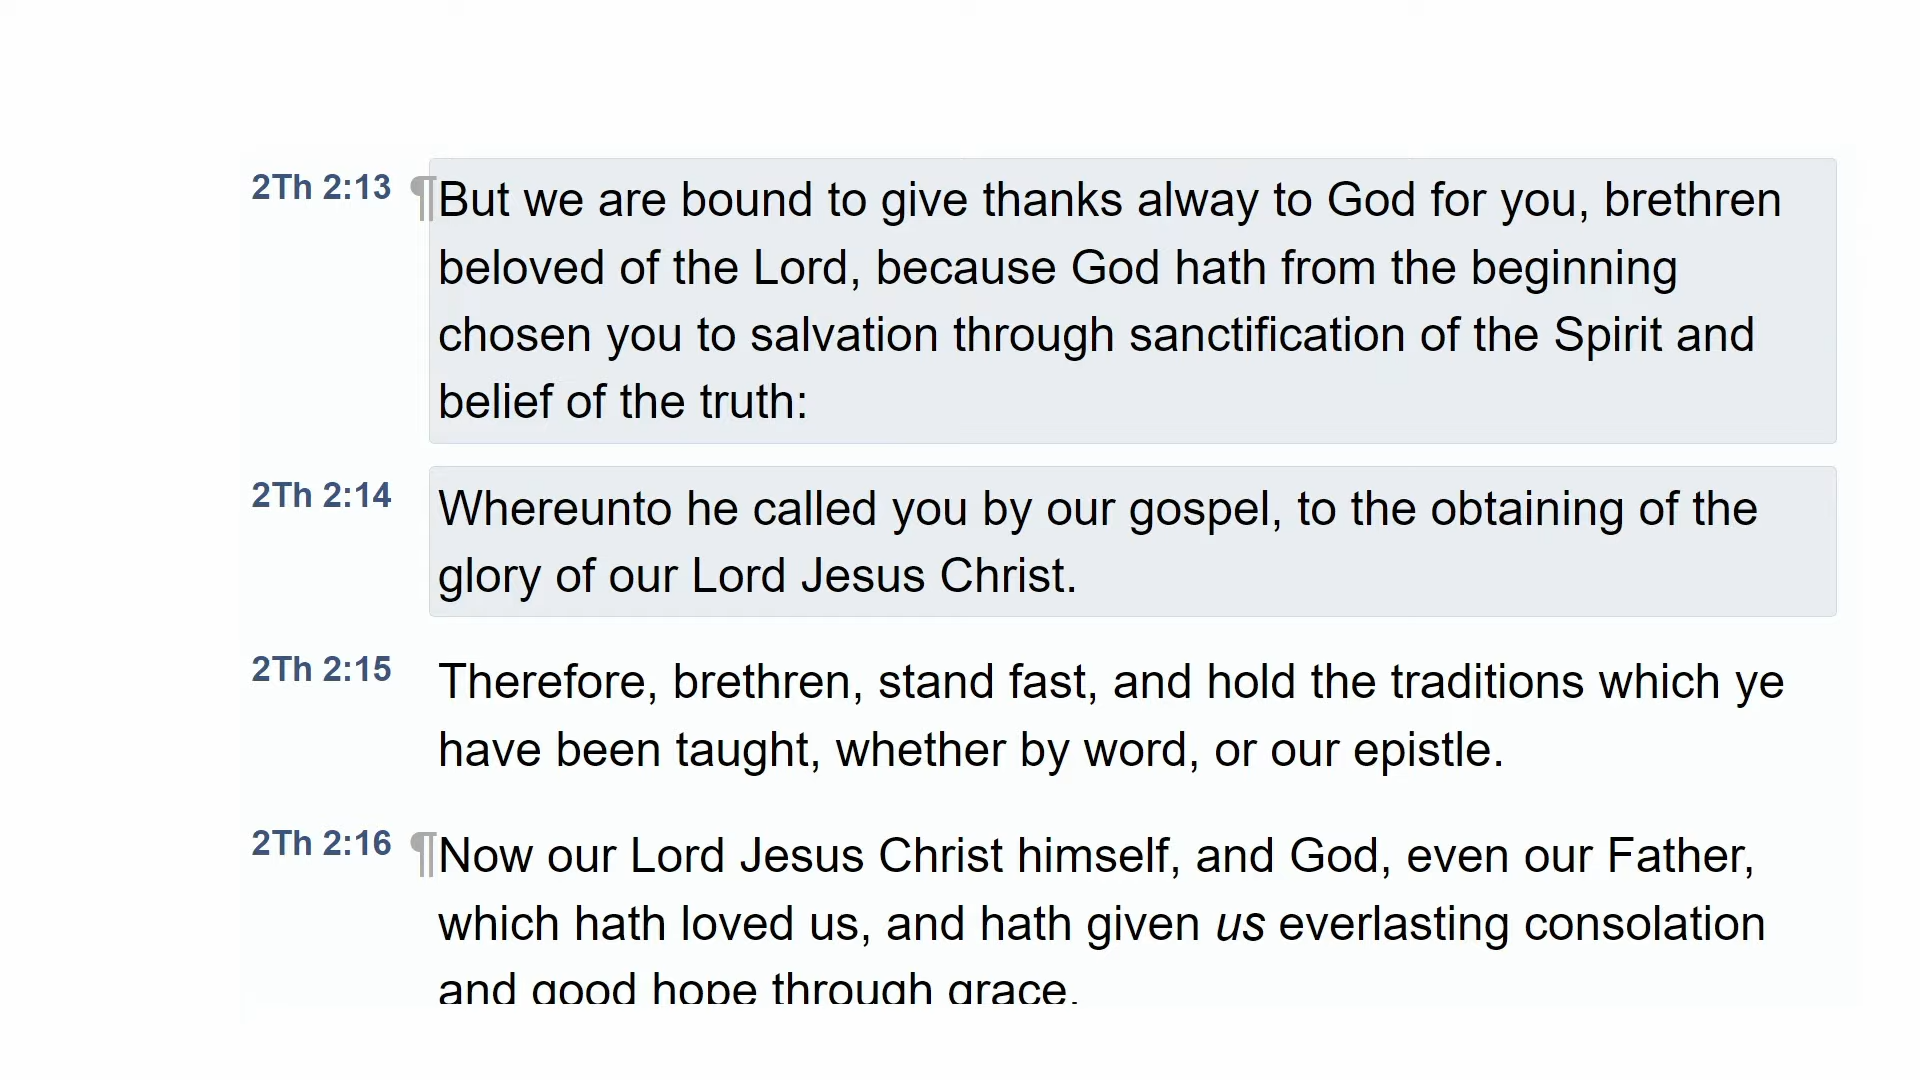 2Th 2:13 ¶But we are bound to give thanks alway to God for you, brethren
beloved of the Lord, because God hath from the beginning
chosen you to salvation through sanctification of the Spirit and
belief of the truth:
2Th 2:14 Whereunto he called you by our gospel, to the obtaining of the
glory of our Lord Jesus Christ.
2Th 2:15 Therefore, brethren, stand fast, and hold the traditions which ye
have been taught, whether by word, or our epistle.
2Th 2:16 ¶Now our Lord Jesus Christ himself, and God, even our Father,
which hath loved us, and hath given us everlasting consolation
and good hope through grace.